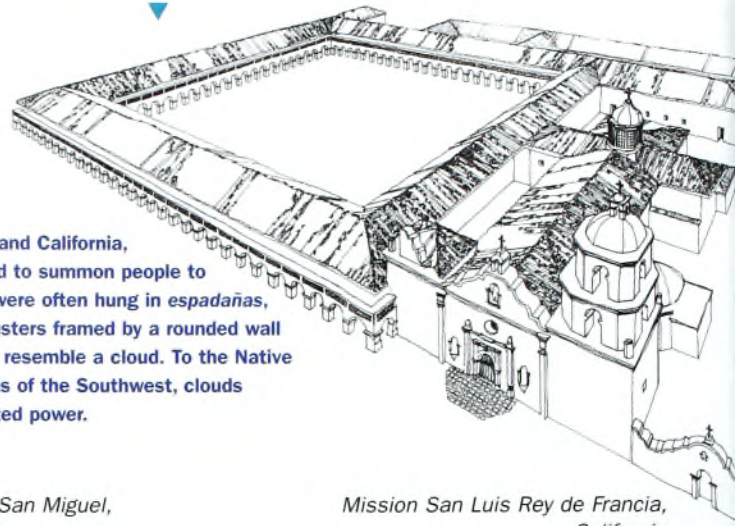 and California,
d to summon people to
were often hung in espadañas,
usters framed by a rounded wall
resemble a cloud. To the Native
s of the Southwest, clouds
ed power.
San Miguel,
Mission San Luis Rey de Francia,